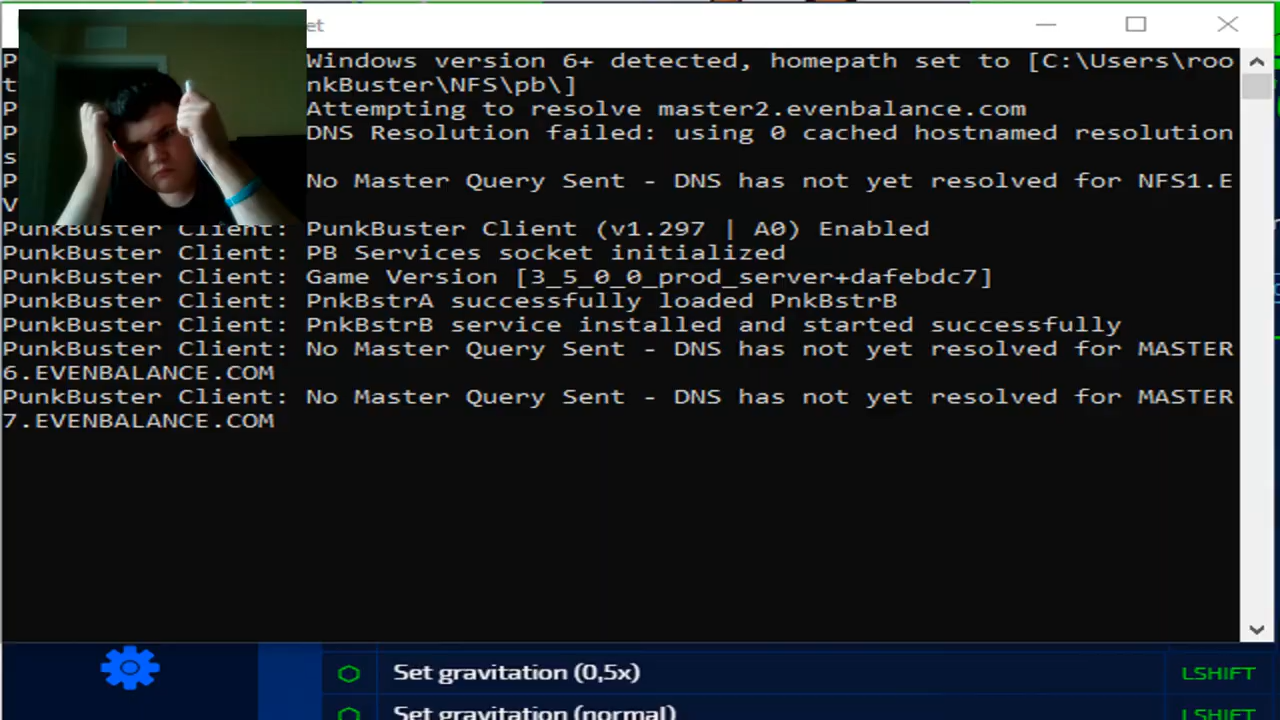 et
P Windows version 6+ detected, homepath set to [C:\Users\roo
t nkBuster\NFS\pb\]
P Attempting to resolve master2.evenbalance.com
P DNS Resolution failed: using 0 cached hostnamed resolution
s
P No Master Query Sent - DNS has not yet resolved for NFS1.E
V
PunkBuster Client: PunkBuster Client (v1.297 | A0) Enabled
PunkBuster Client: PB Services socket initialized
PunkBuster Client: Game Version [3_5_0_0_prod_server+dafebdc7]
PunkBuster Client: PnkBstrA successfully loaded PnkBstrB
PunkBuster Client: PnkBstrB service installed and started successfully
PunkBuster Client: No Master Query Sent - DNS has not yet resolved for MASTER
6.EVENBALANCE.COM
PunkBuster Client: No Master Query Sent - DNS has not yet resolved for MASTER
7.EVENBALANCE.COM
Set gravitation (0,5x) LSHIFT
Set gravitation (normal) LSHIFT